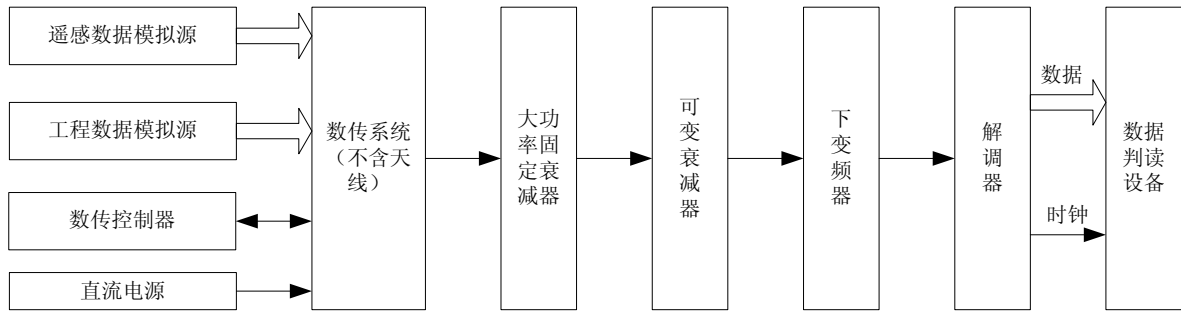 遥感数据模拟源
工程数据模拟源
数传控制器
直流电源
数传系统
（不含天
线）
大功
率固
定衰
减器
可
变
衰
减
器
下
变
频
器
解
调
器
数据
时钟
数据
判读
设备